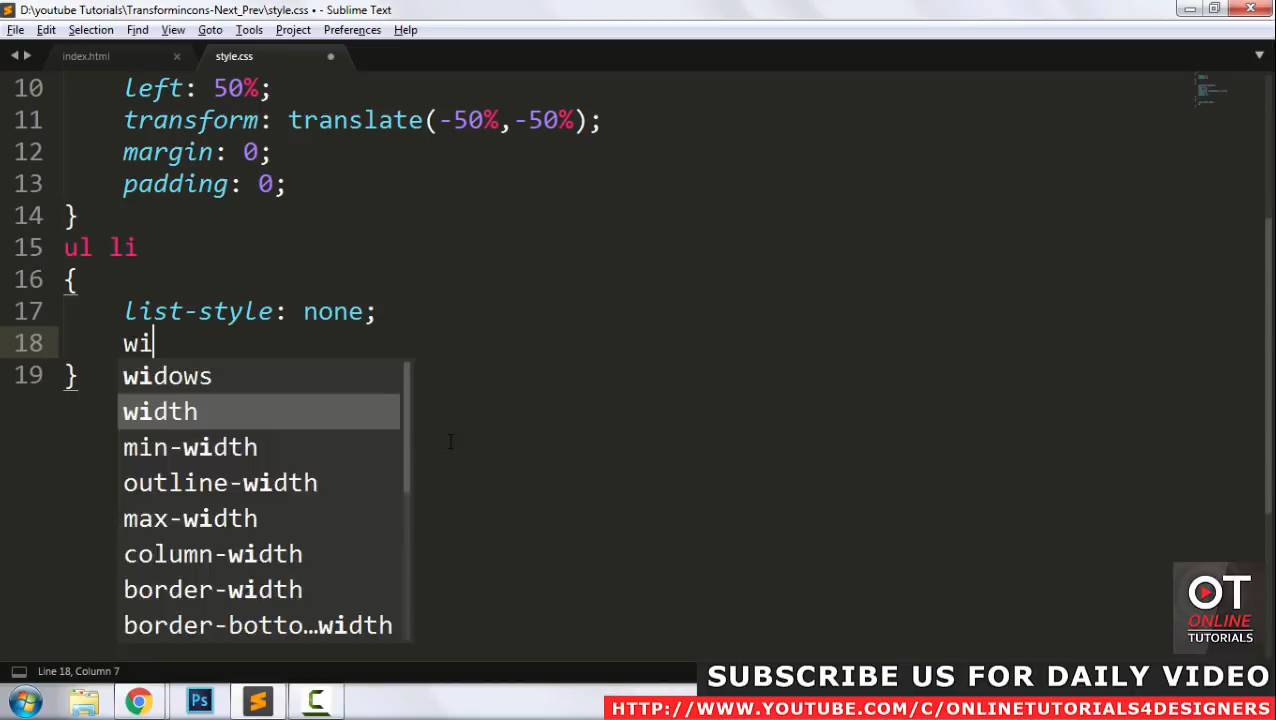 D:\youtube Tutorials\Transformincons-Next_Prev\style.css • - Sublime Text
File Edit Selection Find View Goto Tools Project Preferences Help
index.html style.css
10 left: 50%;
11 transform: translate(-50%,-50%);
12 margin: 0;
13 padding: 0;
14 }
15 ul li
16 {
17 list-style: none;
18 wi
19 }
widows
width
min-width
outline-width
max-width
column-width
border-width
border-botto…width
OT
ONLINE
TUTORIALS
Line 18, Column 7
Ps
SUBSCRIBE US FOR DAILY VIDEO
HTTP://WWW.YOUTUBE.COM/C/ONLINETUTORIALS4DESIGNERS